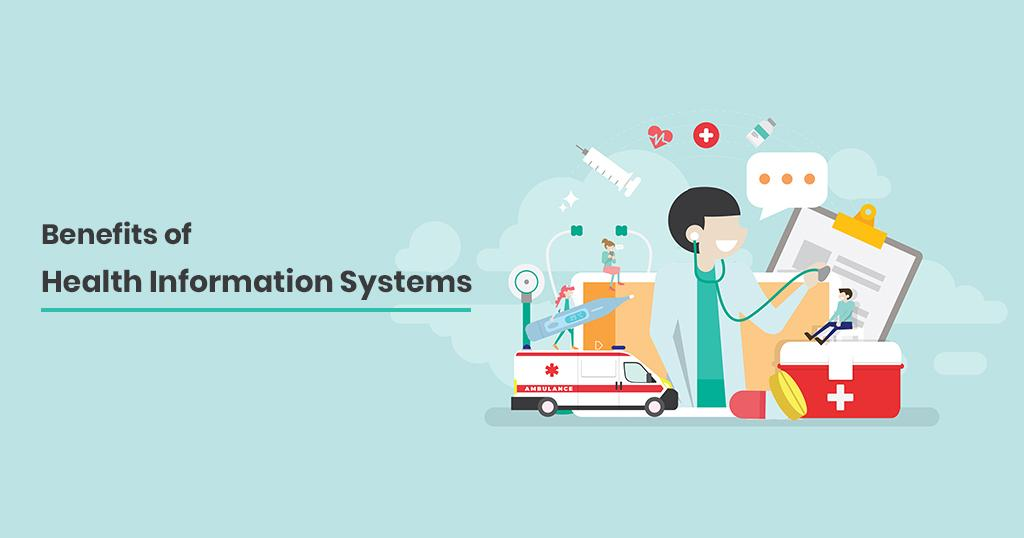 Benefits of
Health Information Systems
AMBULANCE